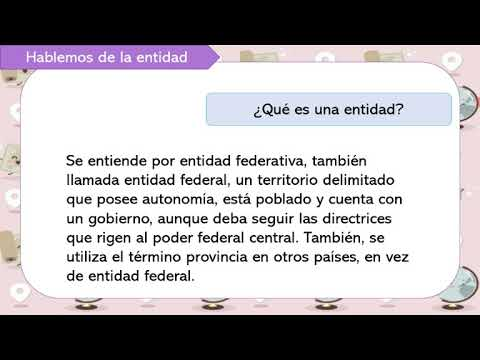 Hablemos de la entidad
¿Qué es una entidad?
Se entiende por entidad federativa, también
llamada entidad federal, un territorio delimitado
que posee autonomía, está poblado y cuenta con
un gobierno, aunque deba seguir las directrices
que rigen al poder federal central. También, se
utiliza el término provincia en otros países, en vez
de entidad federal.